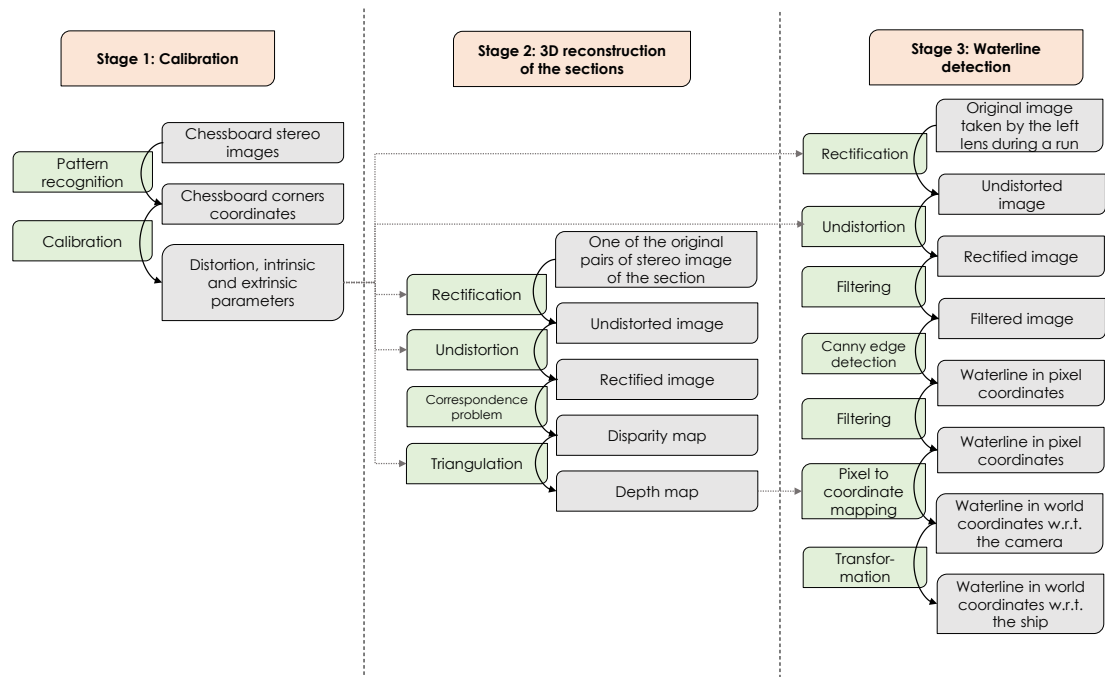 Stage 1: Calibration
Pattern
recognition
Calibration
Chessboard stereo
images
Chessboard corners
coordinates
Distortion, intrinsic
and extrinsic
parameters
Stage 2: 3D reconstruction
of the sections
Rectification
Undistortion
Correspondence
problem
Triangulation
One of the original
pairs of stereo image
of the section
Undistorted image
Rectified image
Disparity map
Depth map
Stage 3: Waterline
detection
Rectification
Undistortion
Filtering
Canny edge
detection
Filtering
Pixel to
coordinate
mapping
Transfor-
mation
Original image
taken by the left
lens during a run
Undistorted
image
Rectified image
Filtered image
Waterline in pixel
coordinates
Waterline in pixel
coordinates
Waterline in world
coordinates w.r.t.
the camera
Waterline in world
coordinates w.r.t.
the ship